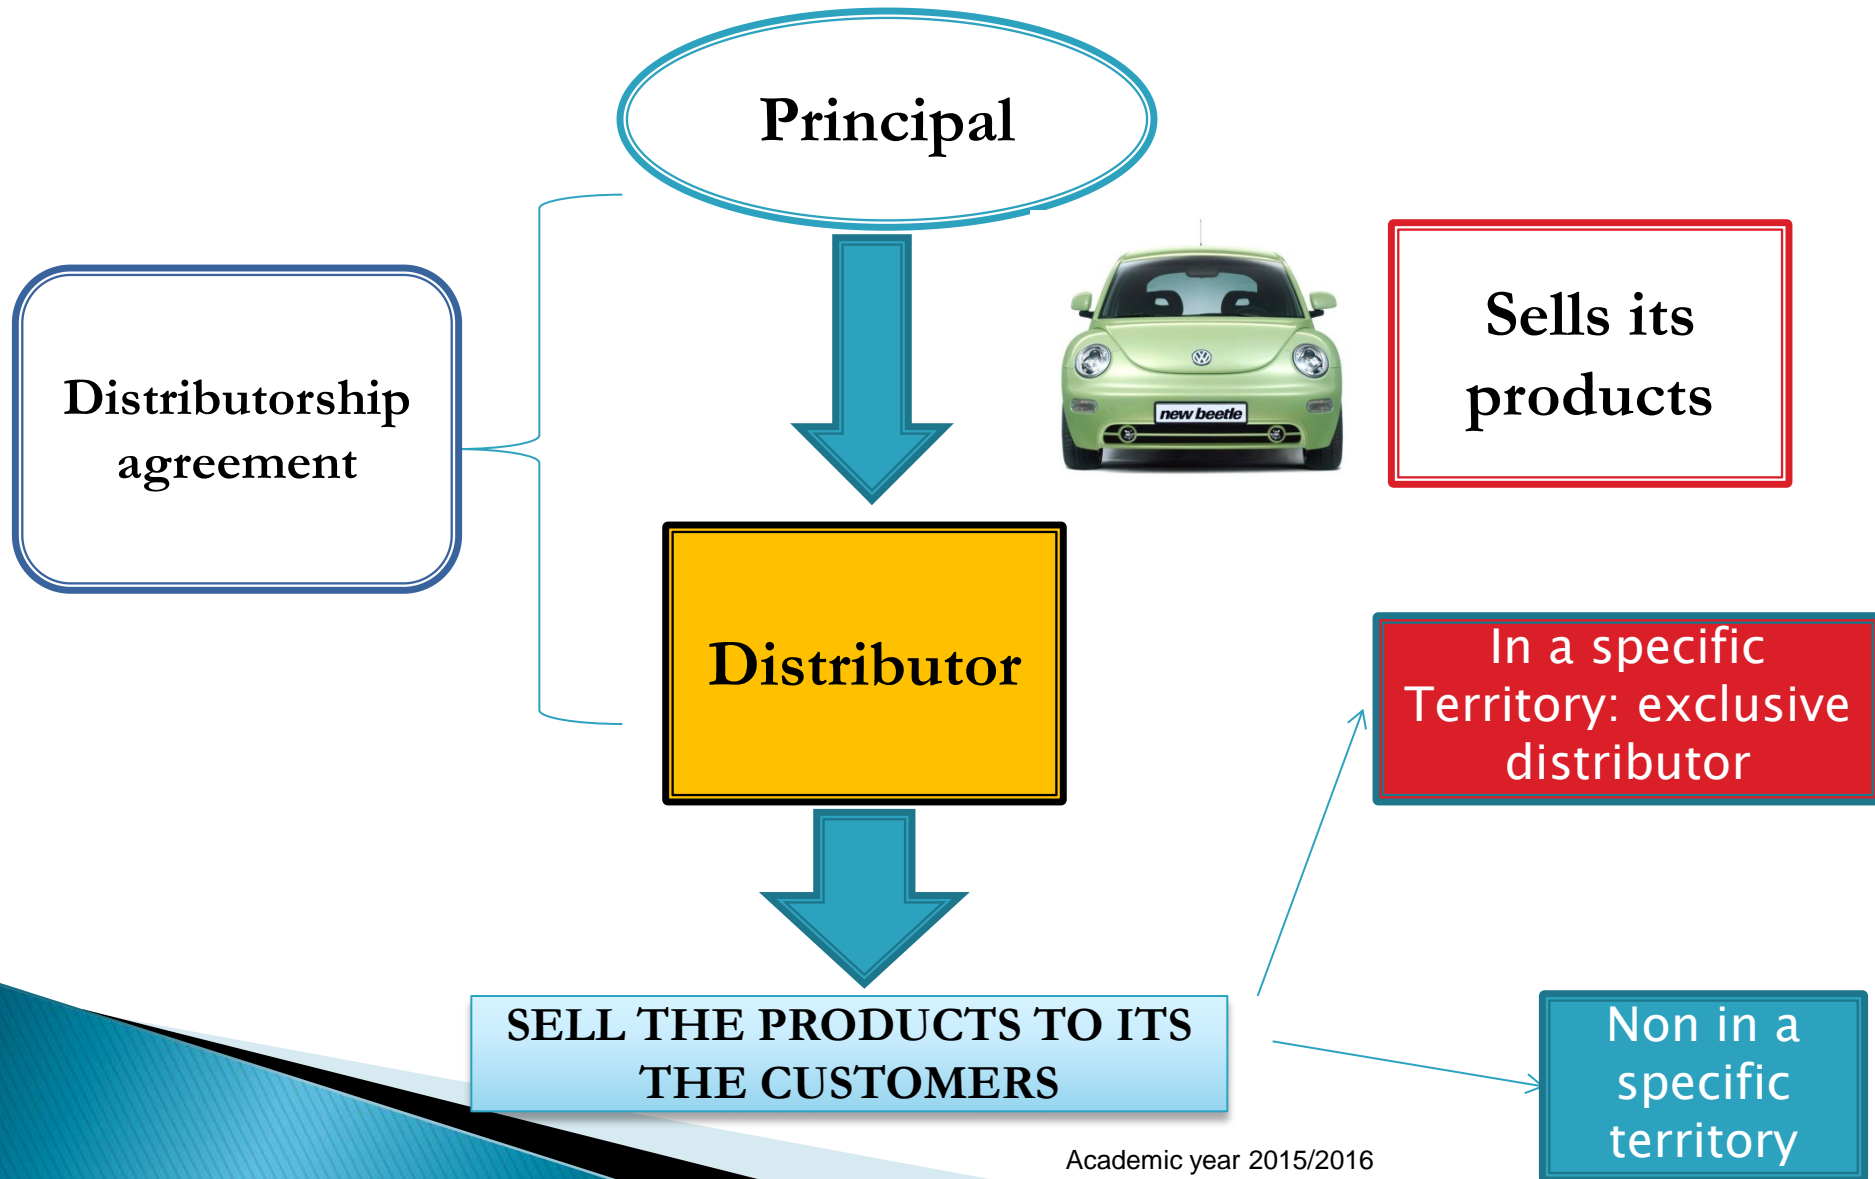 Principal
Distributorship
agreement
new beetle
Sells its
products
Distributor
In a specific
Territory: exclusive
distributor
SELL THE PRODUCTS TO ITS
THE CUSTOMERS
Non in a
specific
territory
Academic year 2015/2016